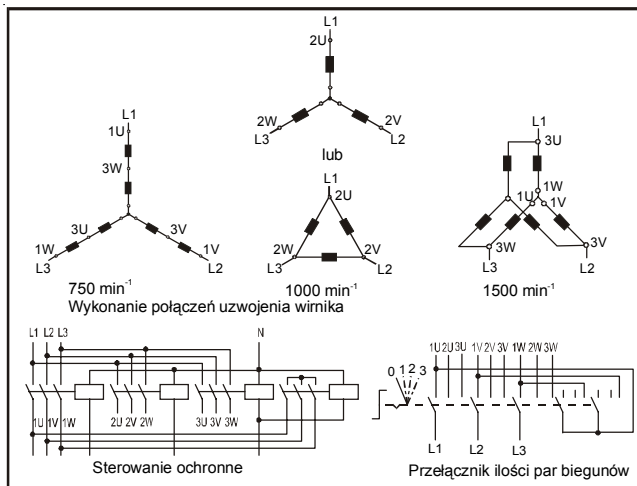 L1
2U
2W
2V
L3
L2
lub
L1
2U
2W
2V
L3
L2
1000 min⁻¹
L1
1U
3W
3U
3V
1W
1V
L3
L2
750 min⁻¹
L1
3U
1U
1W
1V
3W
3V
L3
L2
1500 min⁻¹
Wykonanie połączeń uzwojenia wirnika
L1 L2 L3 N
1U 1V 1W 2U 2V 2W 3U 3V 3W
Sterowanie ochronne
1U 2U 3U 1V 2V 3V 1W 2W 3W
0 1 2 3
L1 L2 L3
Przełącznik ilości par biegunów